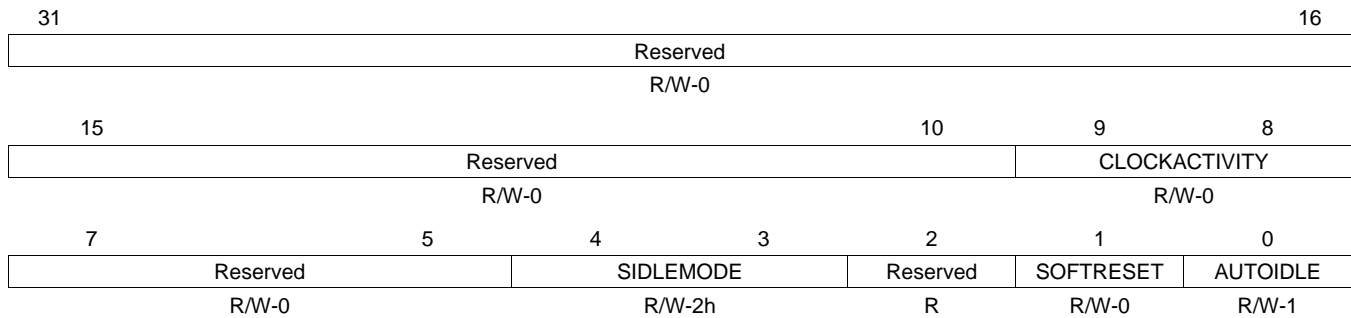 31 16
Reserved
R/W-0
15 10 9 8
Reserved CLOCKACTIVITY
R/W-0 R/W-0
7 5 4 3 2 1 0
Reserved SIDLEMODE Reserved SOFTRESET AUTOIDLE
R/W-0 R/W-2h R R/W-0 R/W-1